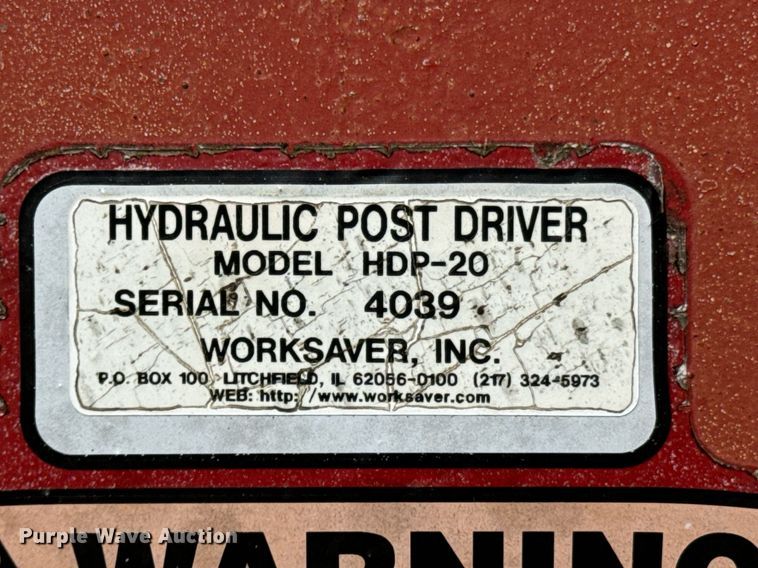 HYDRAULIC POST DRIVER
MODEL HDP-20
SERIAL NO. 4039
WORKSAVER, INC.
P.O. BOX 100, LITCHFIELD, IL 62056-0100 (217) 324-5973
WEB: http://www.worksaver.com
WARNING
Purple Wave Auction